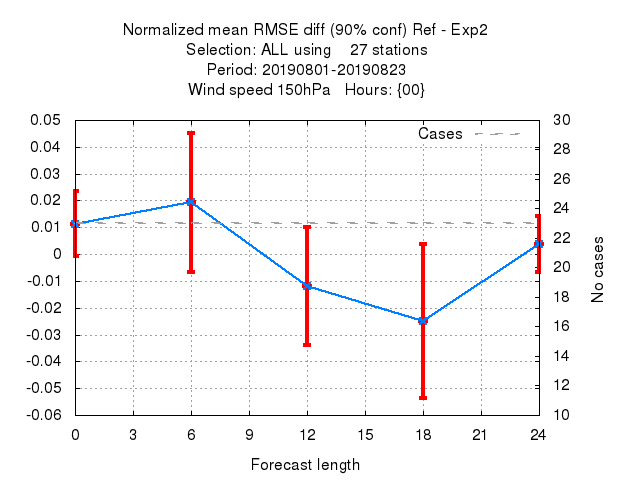 Normalized mean RMSE diff (90% conf) Ref - Exp2
Selection: ALL using 27 stations
Period: 20190801-20190823
Wind speed 150hPa Hours: {00}
Cases
0.05
0.04
0.03
0.02
0.01
0
-0.01
-0.02
-0.03
-0.04
-0.05
-0.06
30
28
26
24
22
20
18
16
14
12
10
No cases
0 3 6 9 12 15 18 21 24
Forecast length